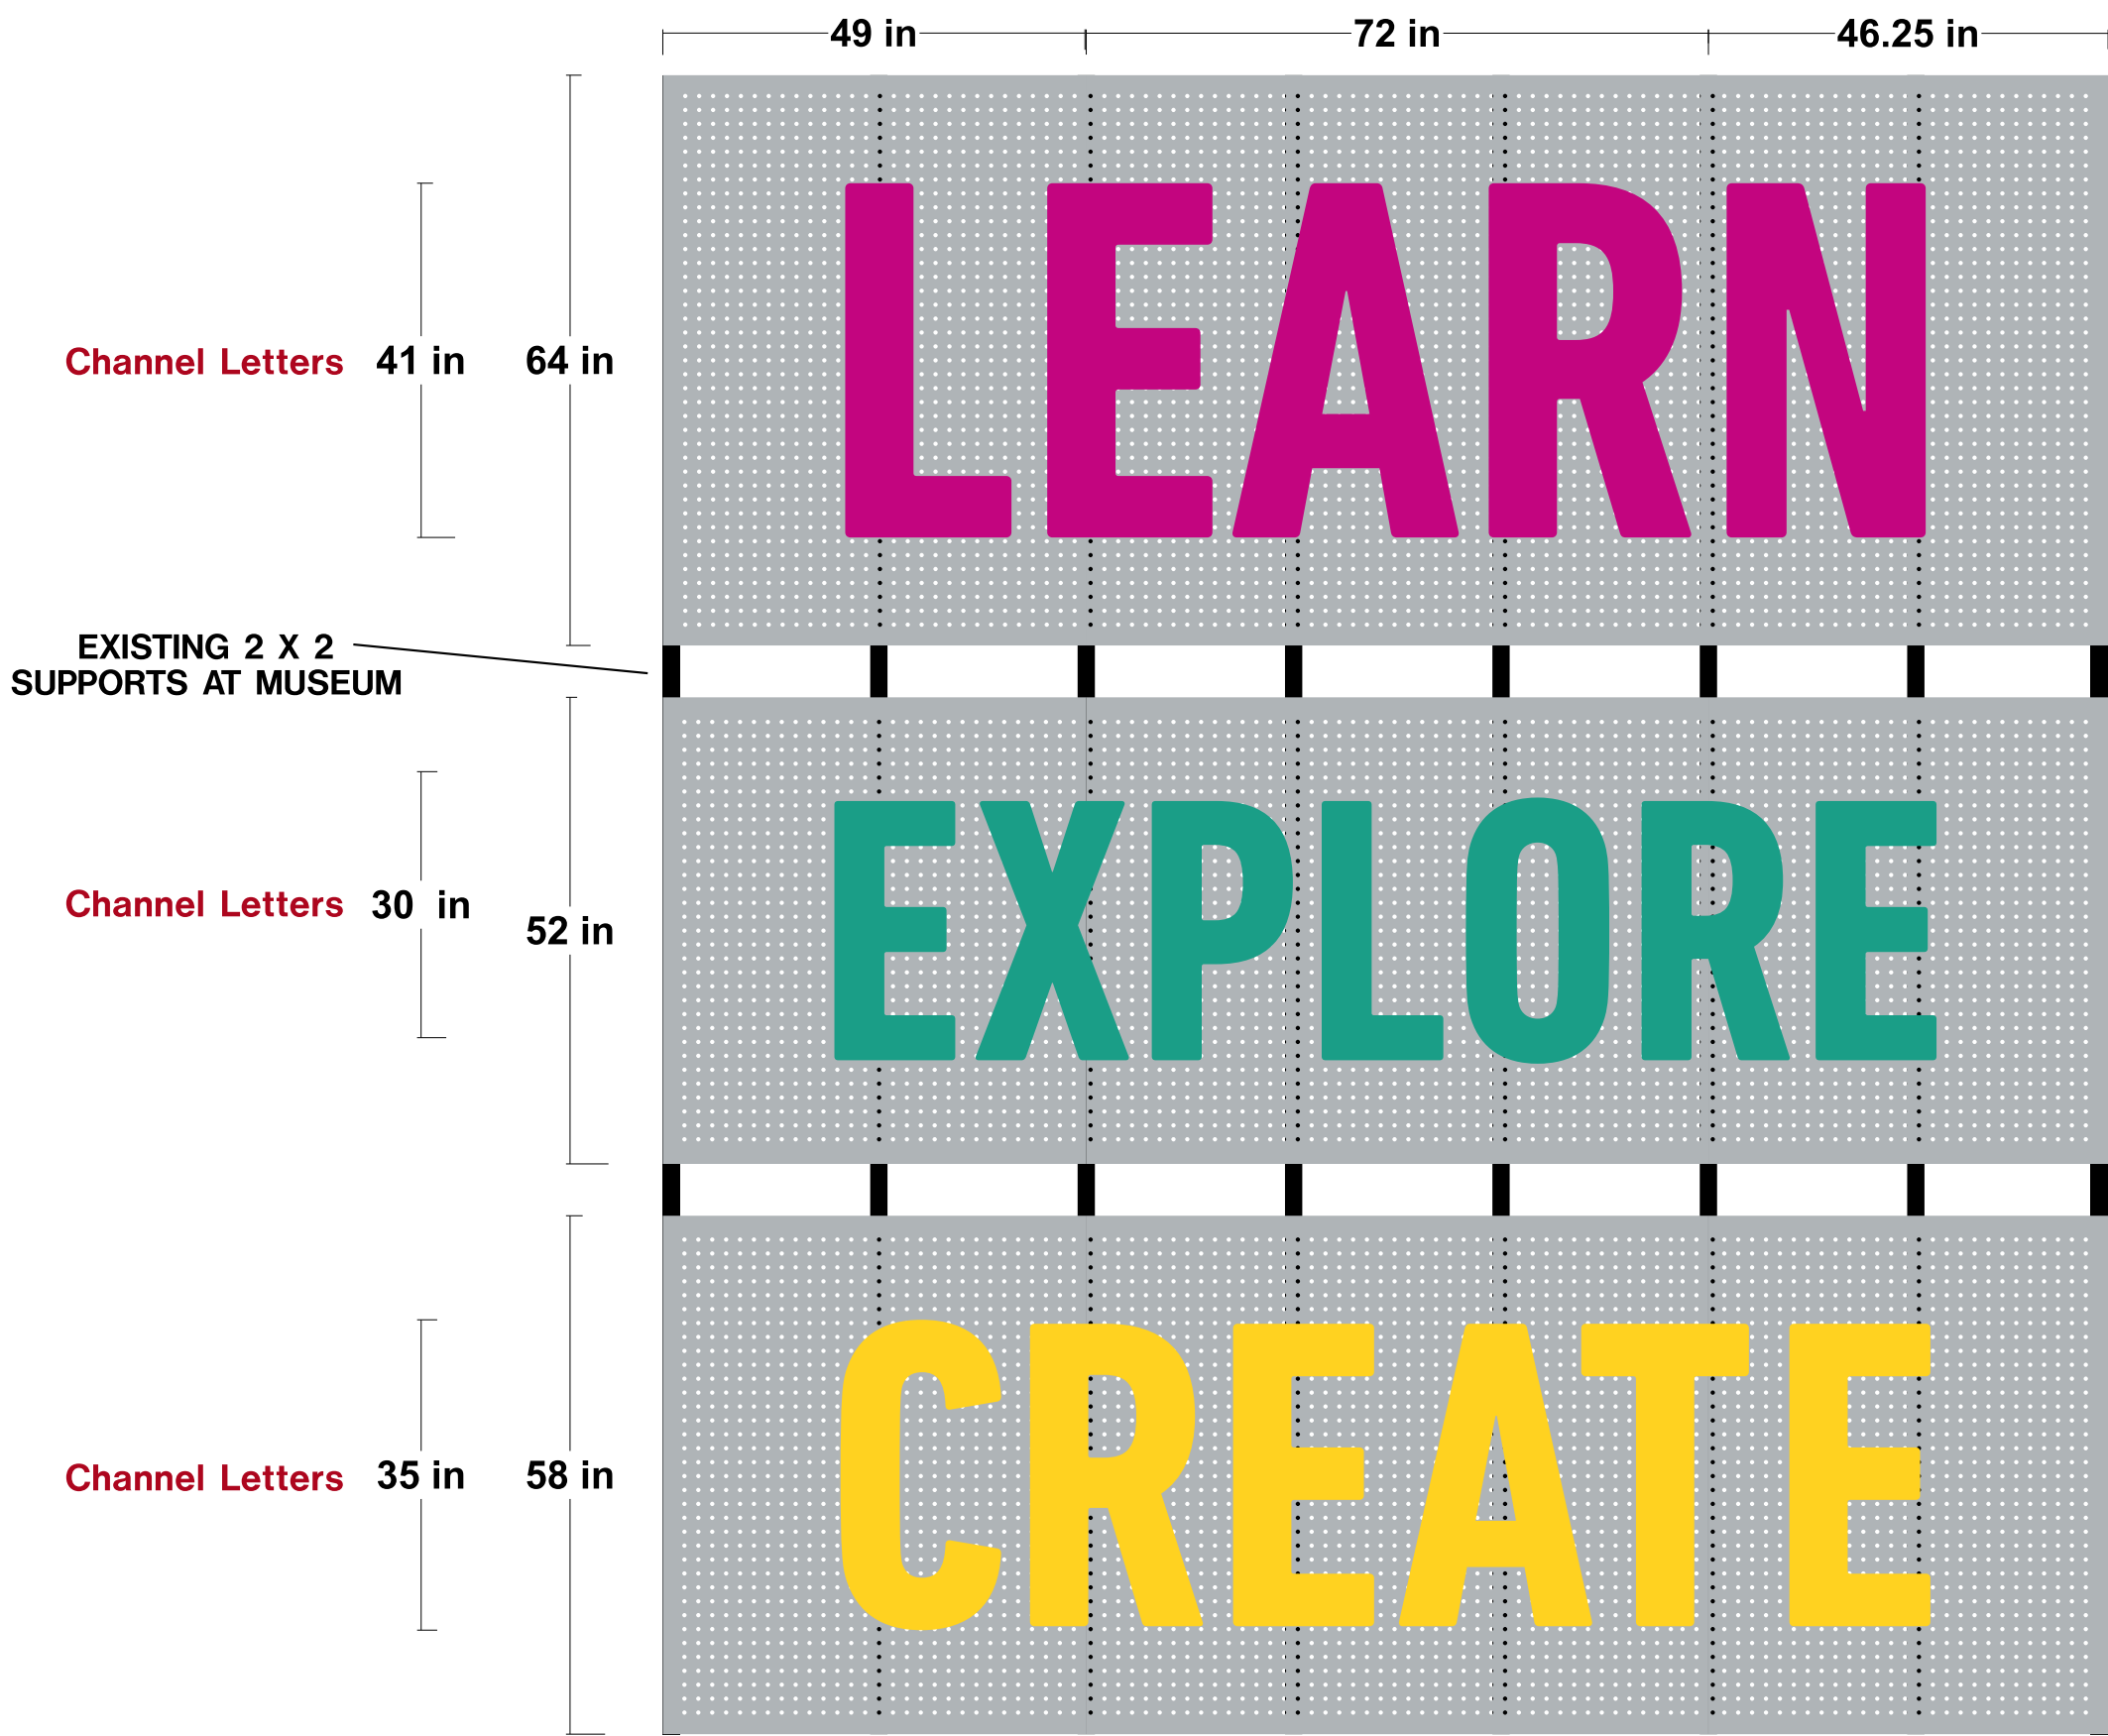 49 in 72 in 46.25 in
LEARN
Channel Letters 41 in 64 in
EXISTING 2 X 2
SUPPORTS AT MUSEUM
EXPLORE
Channel Letters 30 in
52 in
CREATE
Channel Letters 35 in 58 in